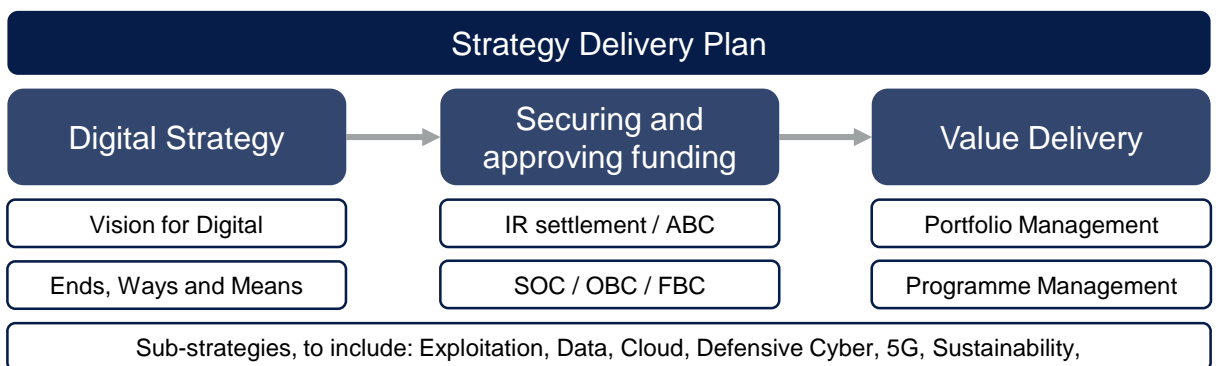 Strategy Delivery Plan
Digital Strategy
Securing and
approving funding
Value Delivery
Vision for Digital
IR settlement / ABC
Portfolio Management
Ends, Ways and Means
SOC / OBC / FBC
Programme Management
Sub-strategies, to include: Exploitation, Data, Cloud, Defensive Cyber, 5G, Sustainability,